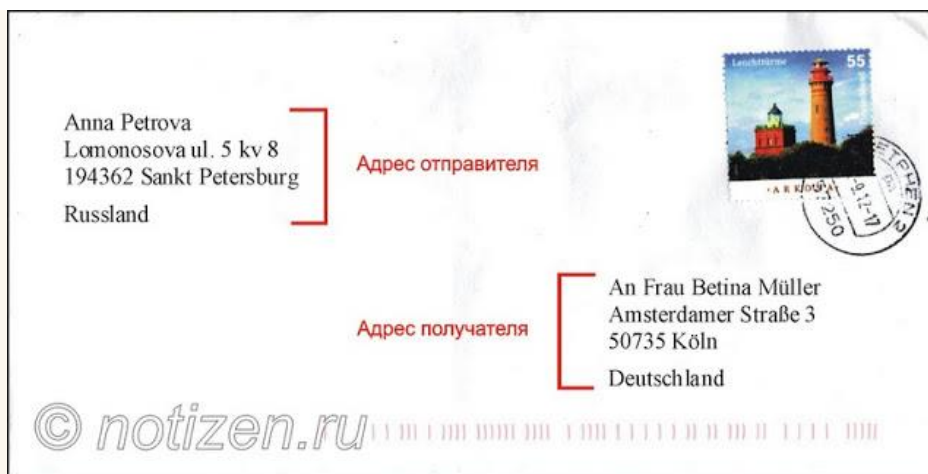 Leuchttürme 55
ARKONA
Anna Petrova
Lomonosova ul. 5 kv 8
194362 Sankt Petersburg
Russland
Адрес отправителя
An Frau Betina Müller
Amsterdamer Straße 3
50735 Köln
Deutschland
Адрес получателя
© notizen.ru